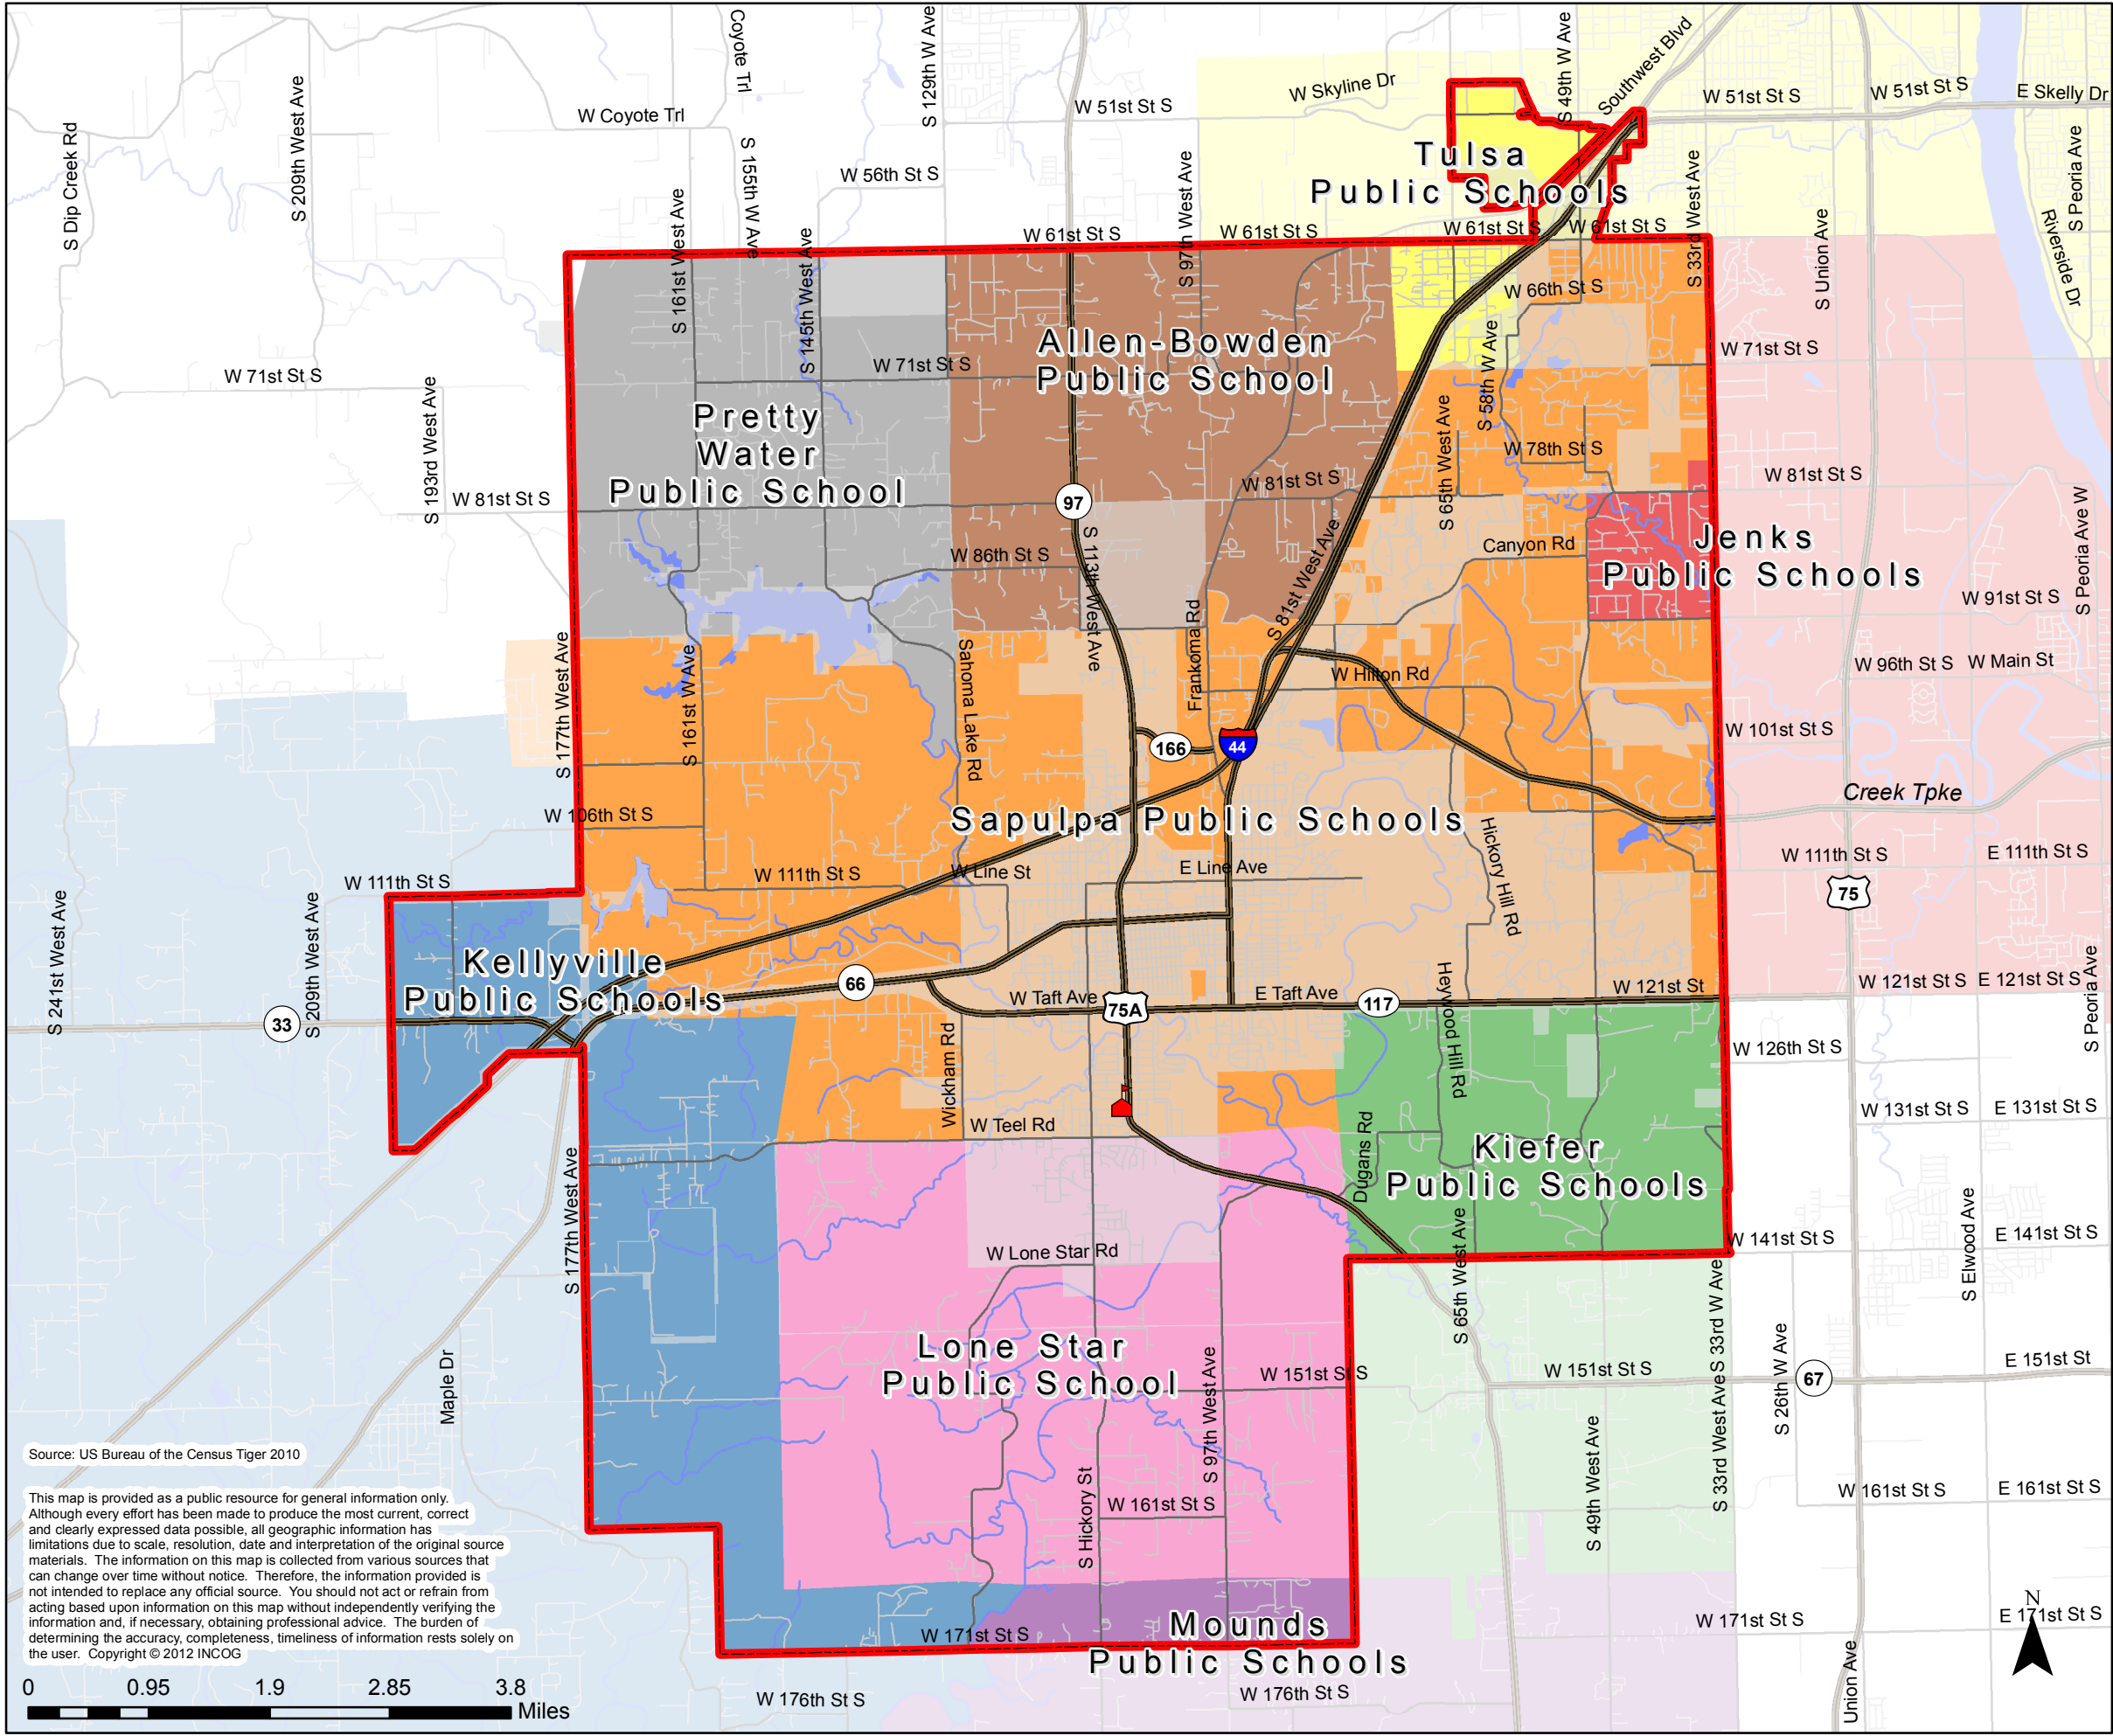 Coyote Trl
S 129th W Ave
S 49th W Ave
Southwest Blvd
W Skyline Dr
W 51st St S
W 51st St S
W 51st St S
E Skelly Dr
W Coyote Trl
S 209th West Ave
S Dip Creek Rd
S 155th W Ave
W 56th St S
S 97th West Ave
Tulsa
Public Schools
S 33rd West Ave
S Peoria Ave
S 161st West Ave
S 145th West Ave
W 61st St S
W 61st St S
W 61st St S
W 61st St S
S Union Ave
Riverside Dr
W 66th St S
Allen-Bowden
Public School
W 71st St S
W 71st St S
W 71st St S
S 193rd West Ave
Pretty
Water
Public School
S 58th W Ave
S 65th West Ave
W 78th St S
W 81st St S
97
W 81st St S
W 81st St S
S Peoria Ave W
Jenks
Public Schools
W 86th St S
S 113th West Ave
S 81st West Ave
Canyon Rd
W 91st St S
S 177th West Ave
S 161st W Ave
Sahoma Lake Rd
Frankoma Rd
W Hilton Rd
W 96th St S
W Main St
W 101st St S
166
44
Creek Tpke
W 106th St S
Sapulpa Public Schools
Hickory Hill Rd
W 111th St S
W 111th St S
W Line St
E Line Ave
W 111th St S
E 111th St S
75
S 241st West Ave
S 209th West Ave
Kellyville
Public Schools
66
33
W Taft Ave
75A
E Taft Ave
117
W 121st St
W 121st St S
E 121st St S
S Peoria Ave
Heywood Hill Rd
Wickham Rd
W 126th St S
W Teel Rd
Dugans Rd
W 131st St S
E 131st St S
Kiefer
Public Schools
S 177th West Ave
W Lone Star Rd
S 65th West Ave
W 141st St S
E 141st St S
S Elwood Ave
Lone Star
Public School
S 97th West Ave
W 151st St S
W 151st St S
S 33rd W Ave
S 33rd West Ave
S 26th W Ave
67
E 151st St
Maple Dr
S Hickory St
W 161st St S
S 49th West Ave
W 161st St S
E 161st St S
Mounds
Public Schools
W 171st St S
W 171st St S
E 171st St S
W 176th St S
W 176th St S
Union Ave
N
Source: US Bureau of the Census Tiger 2010
This map is provided as a public resource for general information only.
Although every effort has been made to produce the most current, correct
and clearly expressed data possible, all geographic information has
limitations due to scale, resolution, date and interpretation of the original source
materials. The information on this map is collected from various sources that
can change over time without notice. Therefore, the information provided is
not intended to replace any official source. You should not act or refrain from
acting based upon information on this map without independently verifying the
information and, if necessary, obtaining professional advice. The burden of
determining the accuracy, completeness, timeliness of information rests solely on
the user. Copyright © 2012 INCOG
0 0.95 1.9 2.85 3.8
Miles
S 33rd West Ave